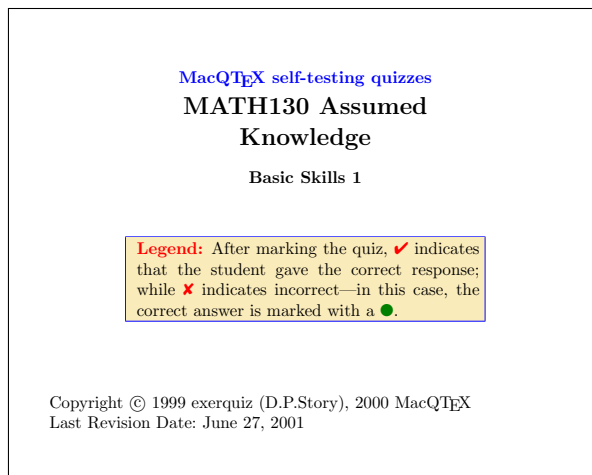 MacQTEX self-testing quizzes
MATH130 Assumed
Knowledge
Basic Skills 1
Legend: After marking the quiz, ✔ indicates
that the student gave the correct response;
while ✘ indicates incorrect—in this case, the
correct answer is marked with a ●.
Copyright © 1999 exerquiz (D.P.Story), 2000 MacQTEX
Last Revision Date: June 27, 2001